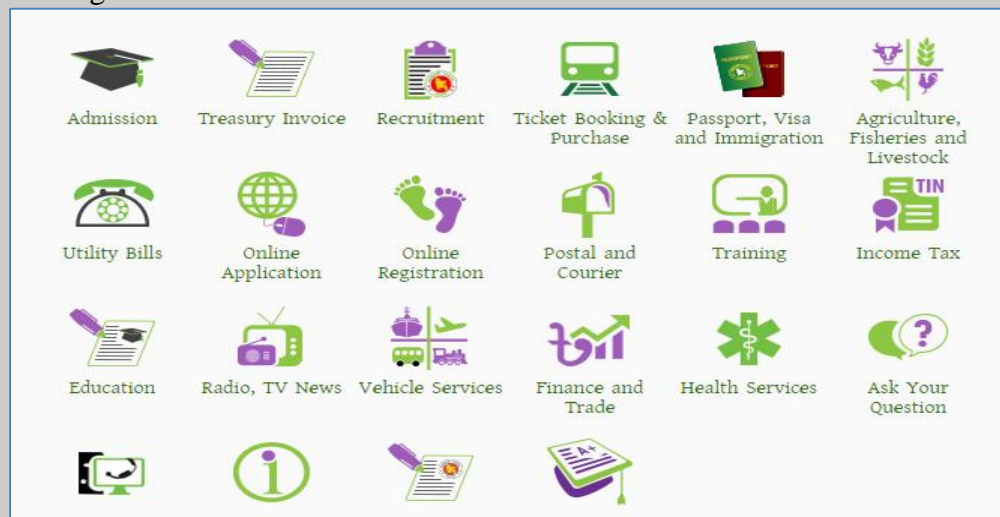 Admission
Treasury Invoice
Recruitment
Ticket Booking &
Purchase
Passport, Visa
and Immigration
Agriculture,
Fisheries and
Livestock
TIN
Utility Bills
Online
Application
Online
Registration
Postal and
Courier
Training
Income Tax
Education
Radio, TV News
Vehicle Services
Finance and
Trade
Health Services
Ask Your
Question
A+